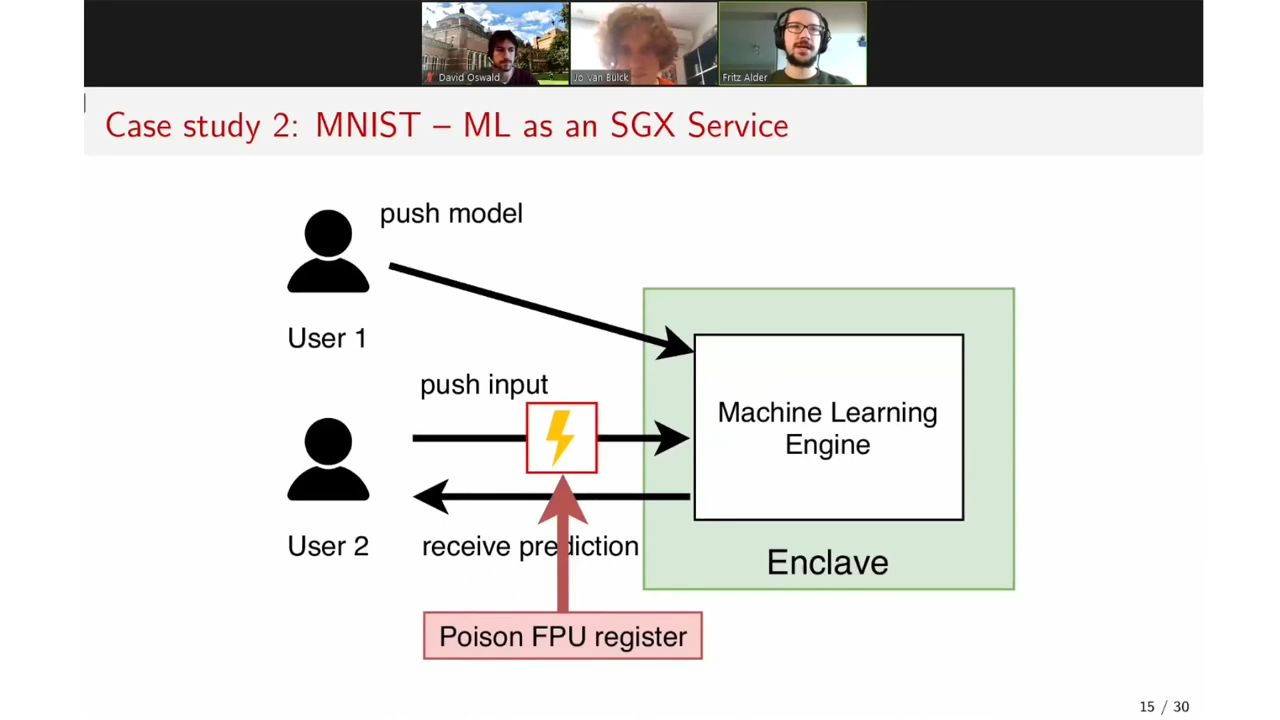 David Oswald
Jo Van Bulck
Fritz Alder
Case study 2: MNIST – ML as an SGX Service
push model
User 1
push input
Machine Learning
Engine
User 2
receive prediction
Enclave
Poison FPU register
15 / 30